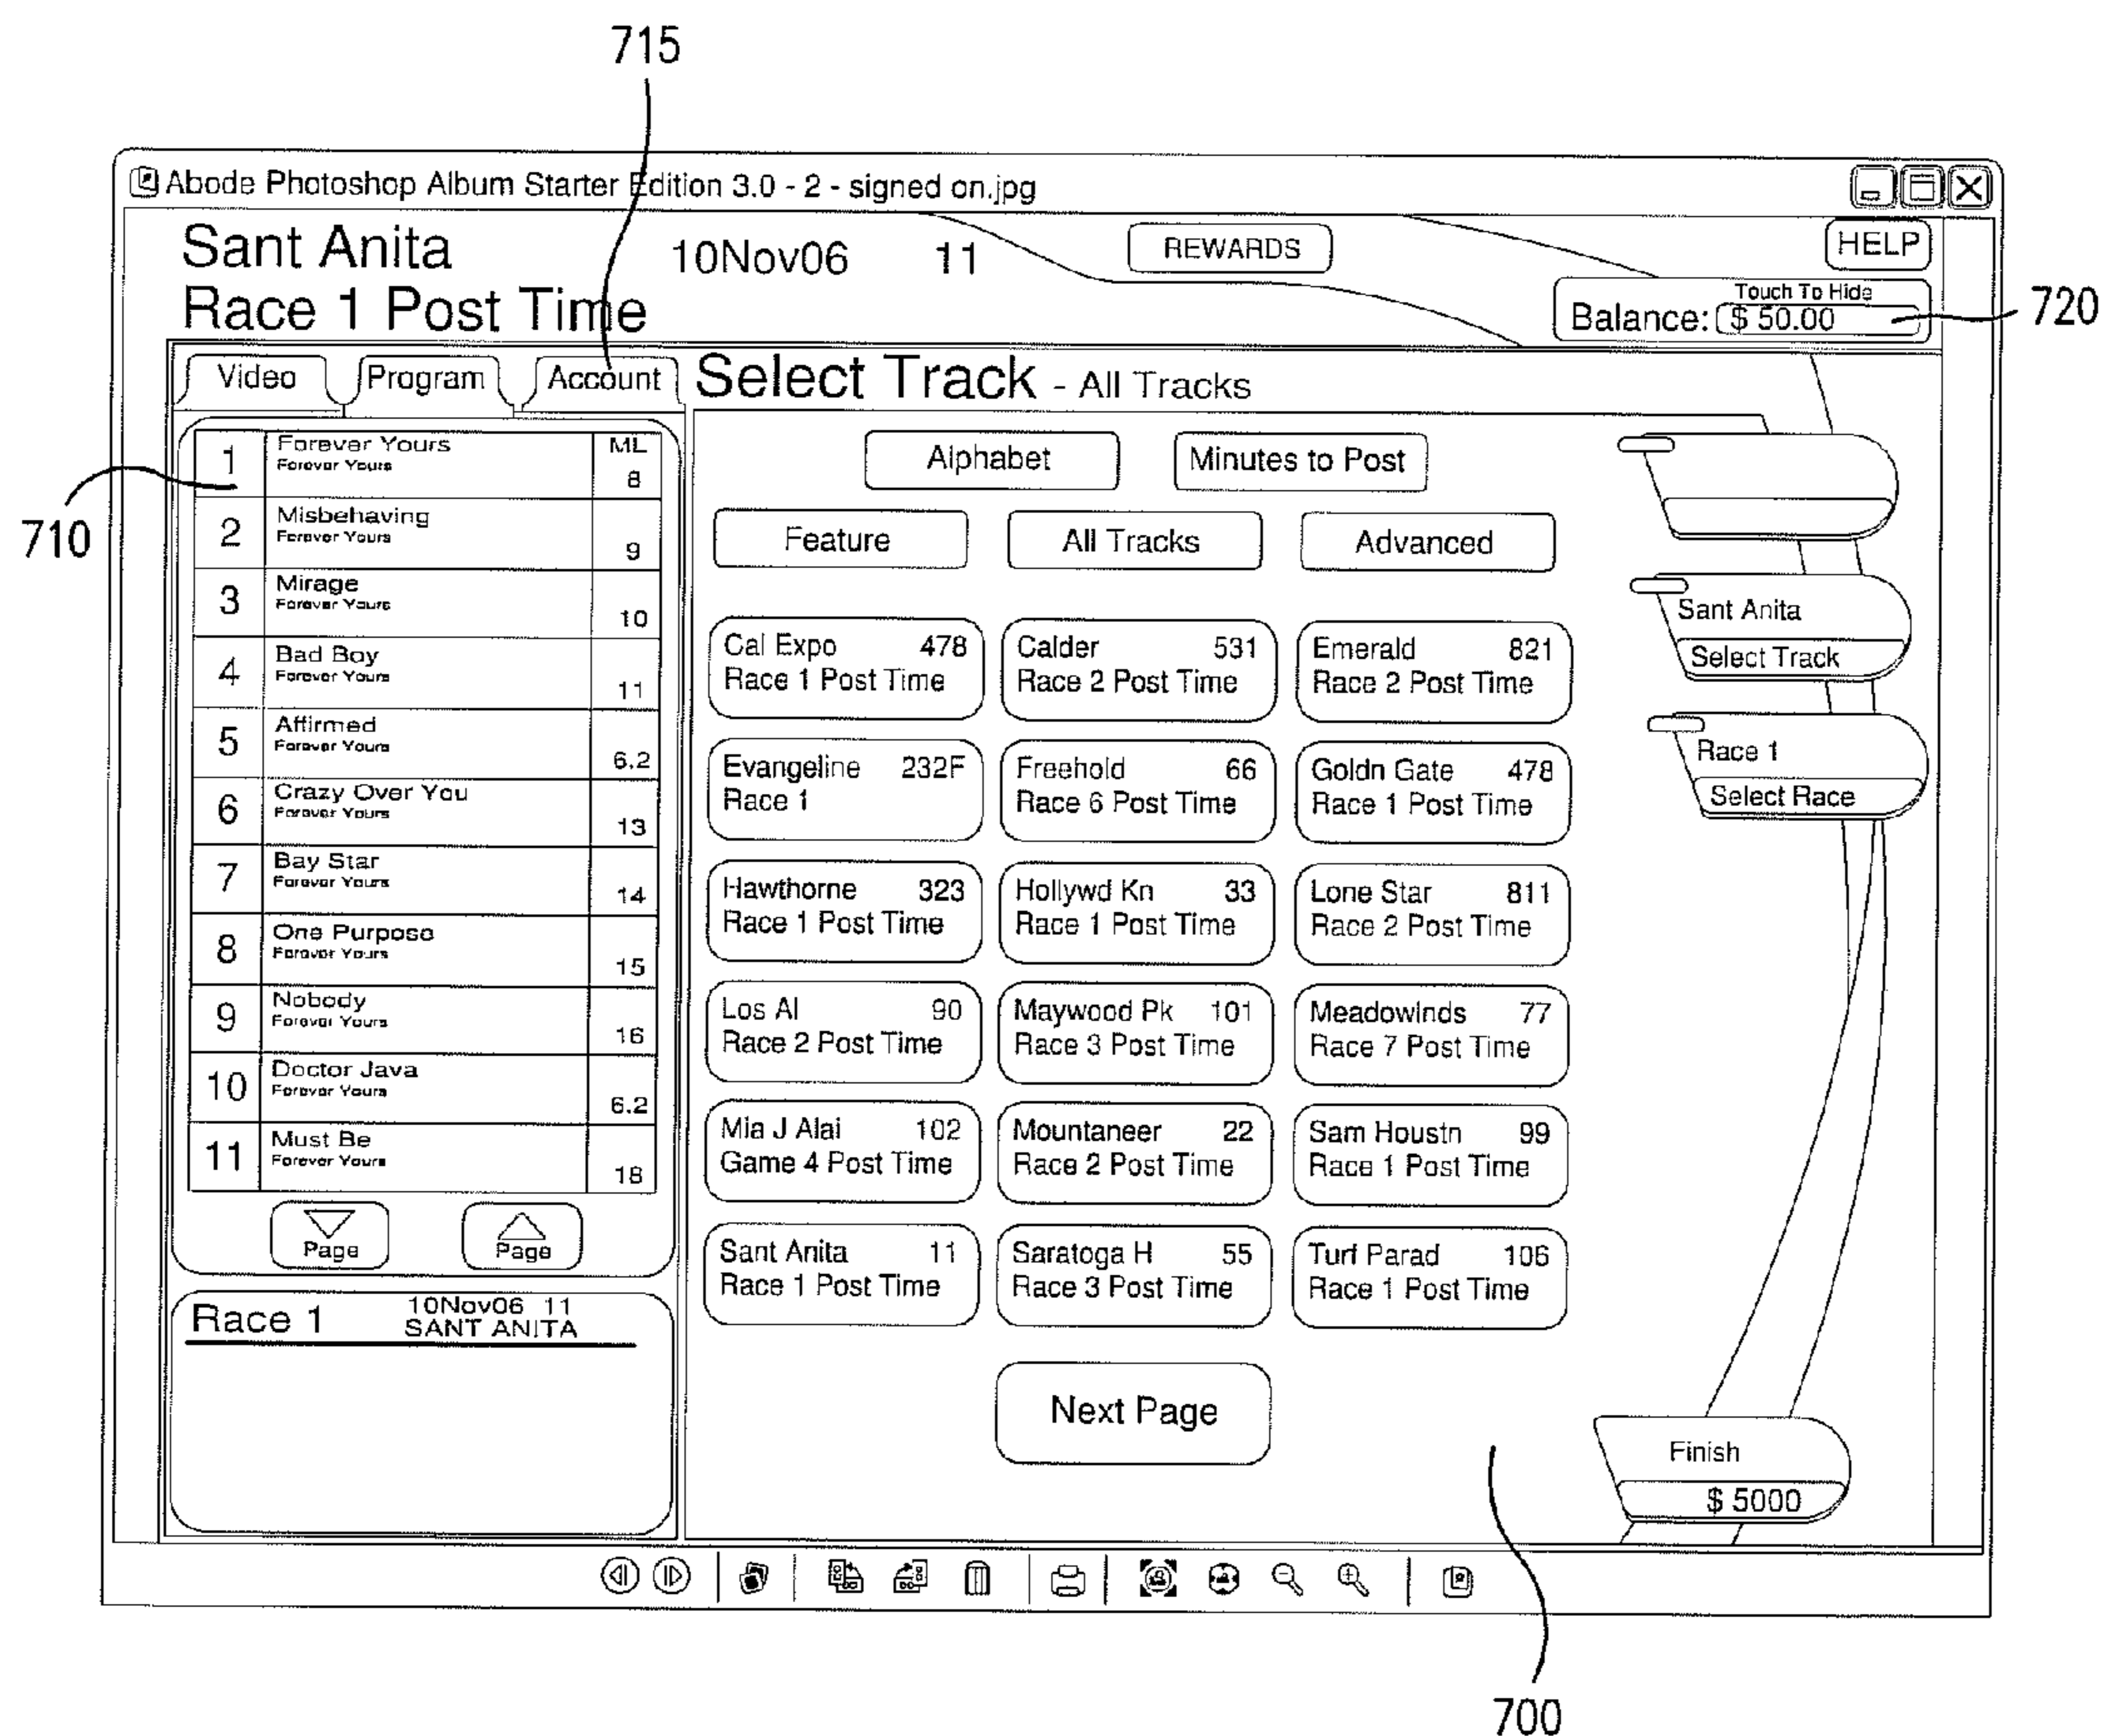 715
Abode Photoshop Album Starter Edition 3.0 - 2 - signed on.jpg
Sant Anita 10Nov06 11 REWARDS HELP
Race 1 Post Time
Touch To Hide
Balance: $ 50.00
720
Video Program Account
Select Track - All Tracks
710
1 Forever Yours ML
Forever Yours 8
2 Misbehaving
Forever Yours 9
3 Mirage
Forever Yours 10
4 Bad Boy
Forever Yours 11
5 Affirmed
Forever Yours 6.2
6 Crazy Over You
Forever Yours 13
7 Bay Star
Forever Yours 14
8 One Purpose
Forever Yours 15
9 Nobody
Forever Yours 16
10 Doctor Java
Forever Yours 6.2
11 Must Be
Forever Yours 18
Page Page
Race 1 10Nov06 11
SANT ANITA
Alphabet Minutes to Post
Feature All Tracks Advanced
Cal Expo 478
Race 1 Post Time
Calder 531
Race 2 Post Time
Emerald 821
Race 2 Post Time
Evangeline 232F
Race 1
Freehold 66
Race 6 Post Time
Goldn Gate 478
Race 1 Post Time
Hawthorne 323
Race 1 Post Time
Hollywd Kn 33
Race 1 Post Time
Lone Star 811
Race 2 Post Time
Los Al 90
Race 2 Post Time
Maywood Pk 101
Race 3 Post Time
Meadowinds 77
Race 7 Post Time
Mia J Alai 102
Game 4 Post Time
Mountaneer 22
Race 2 Post Time
Sam Houstn 99
Race 1 Post Time
Sant Anita 11
Race 1 Post Time
Saratoga H 55
Race 3 Post Time
Turf Parad 106
Race 1 Post Time
Next Page
Sant Anita
Select Track
Race 1
Select Race
Finish
$ 5000
700